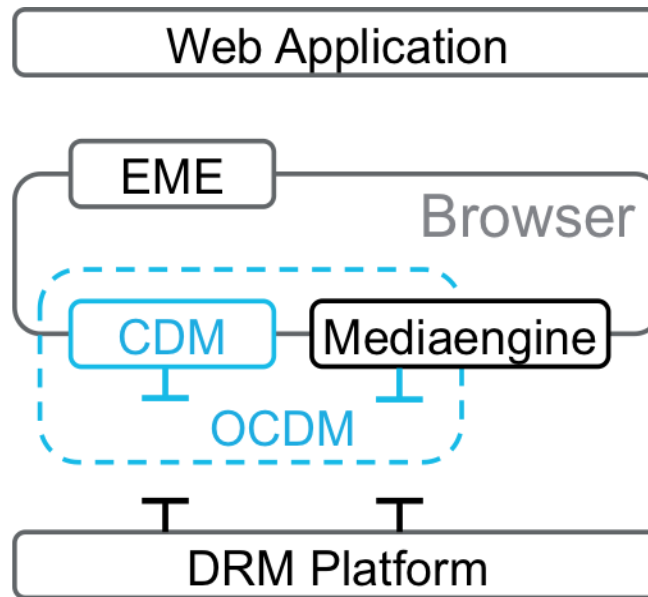 Web Application
EME
Browser
CDM
Mediaengine
OCDM
DRM Platform